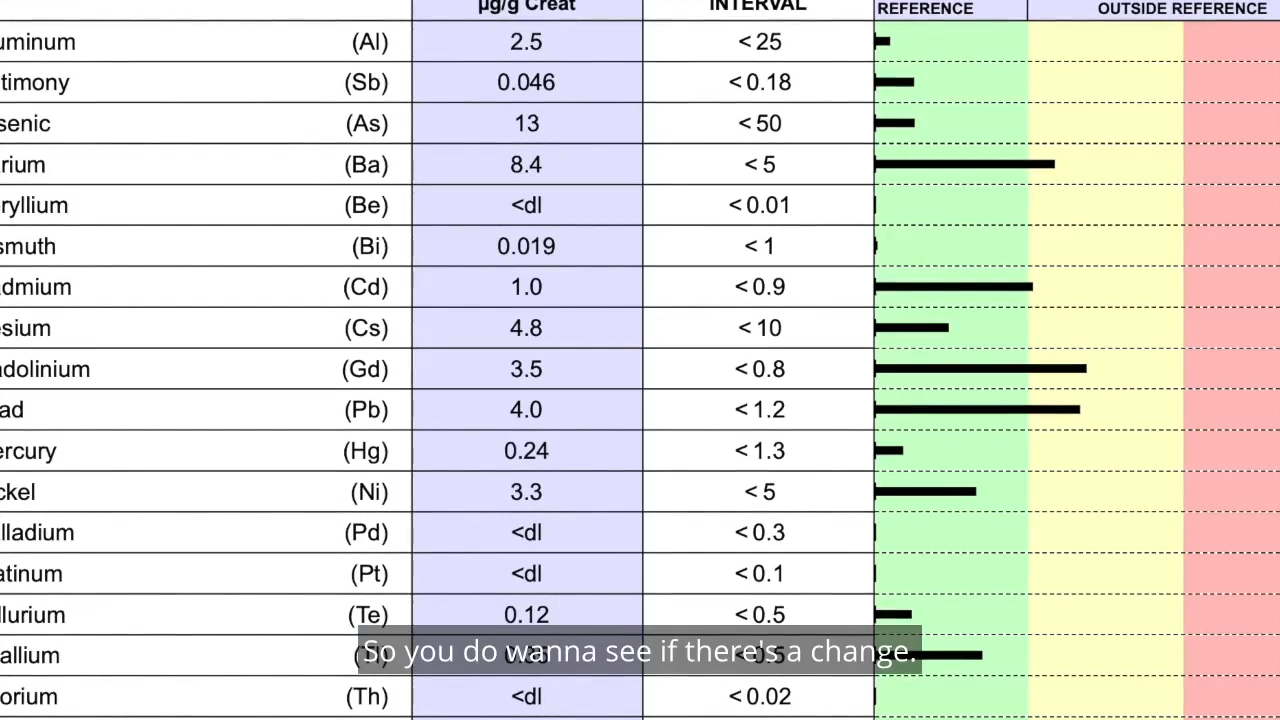 µg/g Creat INTERVAL REFERENCE OUTSIDE REFERENCE
uminum (Al) 2.5 <25
timony (Sb) 0.046 <0.18
senic (As) 13 <50
rium (Ba) 8.4 <5
ryllium (Be) <dl <0.01
smuth (Bi) 0.019 <1
admium (Cd) 1.0 <0.9
esium (Cs) 4.8 <10
adolinium (Gd) 3.5 <0.8
ad (Pb) 4.0 <1.2
ercury (Hg) 0.24 <1.3
ckel (Ni) 3.3 <5
lladium (Pd) <dl <0.3
atinum (Pt) <dl <0.1
llurium (Te) 0.12 <0.5
allium
So you do wanna see if there's a change.
orium (Th) <dl <0.02